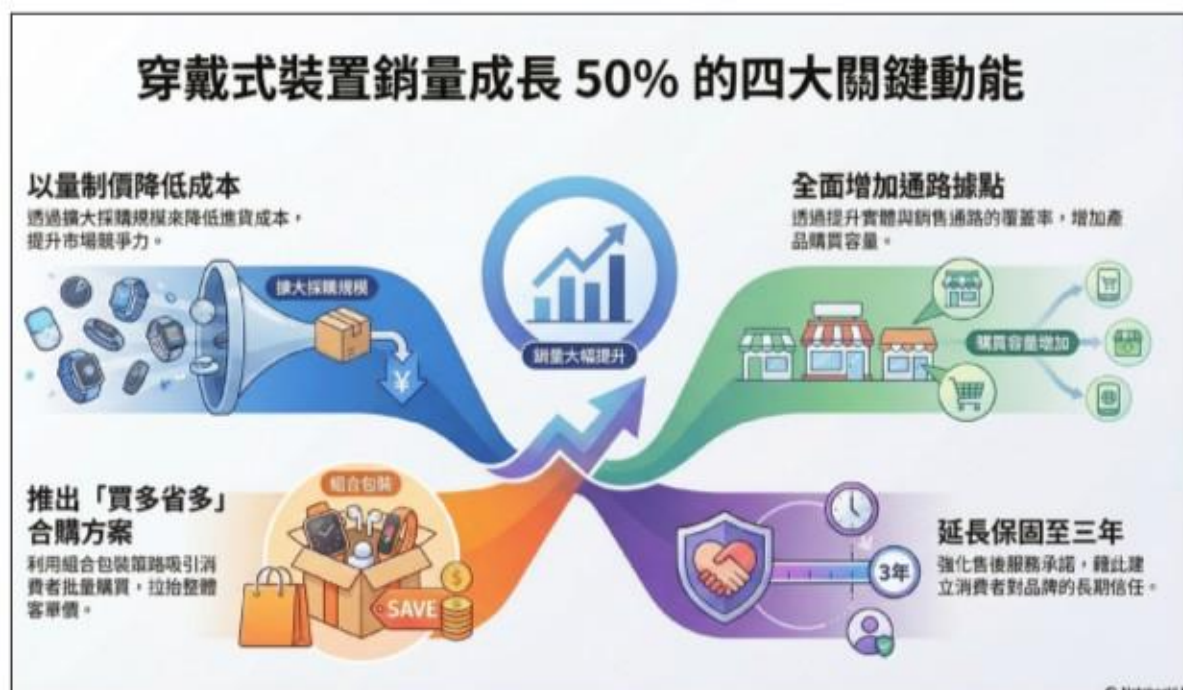 穿戴式裝置銷量成長 50% 的四大關鍵動能
以量制價降低成本
透過擴大採購規模來降低進貨成本，
提升市場競爭力。
擴大採購規模
¥
銷量大幅提升
全面增加通路據點
透過提升實體與銷售通路的覆蓋率，增加產
品購買容量。
購買容量增加
推出「買多省多」
合購方案
利用組合包裝策略吸引消
費者批量購買，拉抬整體
客單價。
組合包裝
$
SAVE
延長保固至三年
強化售後服務承諾，藉此建
立消費者對品牌的長期信任。
3年